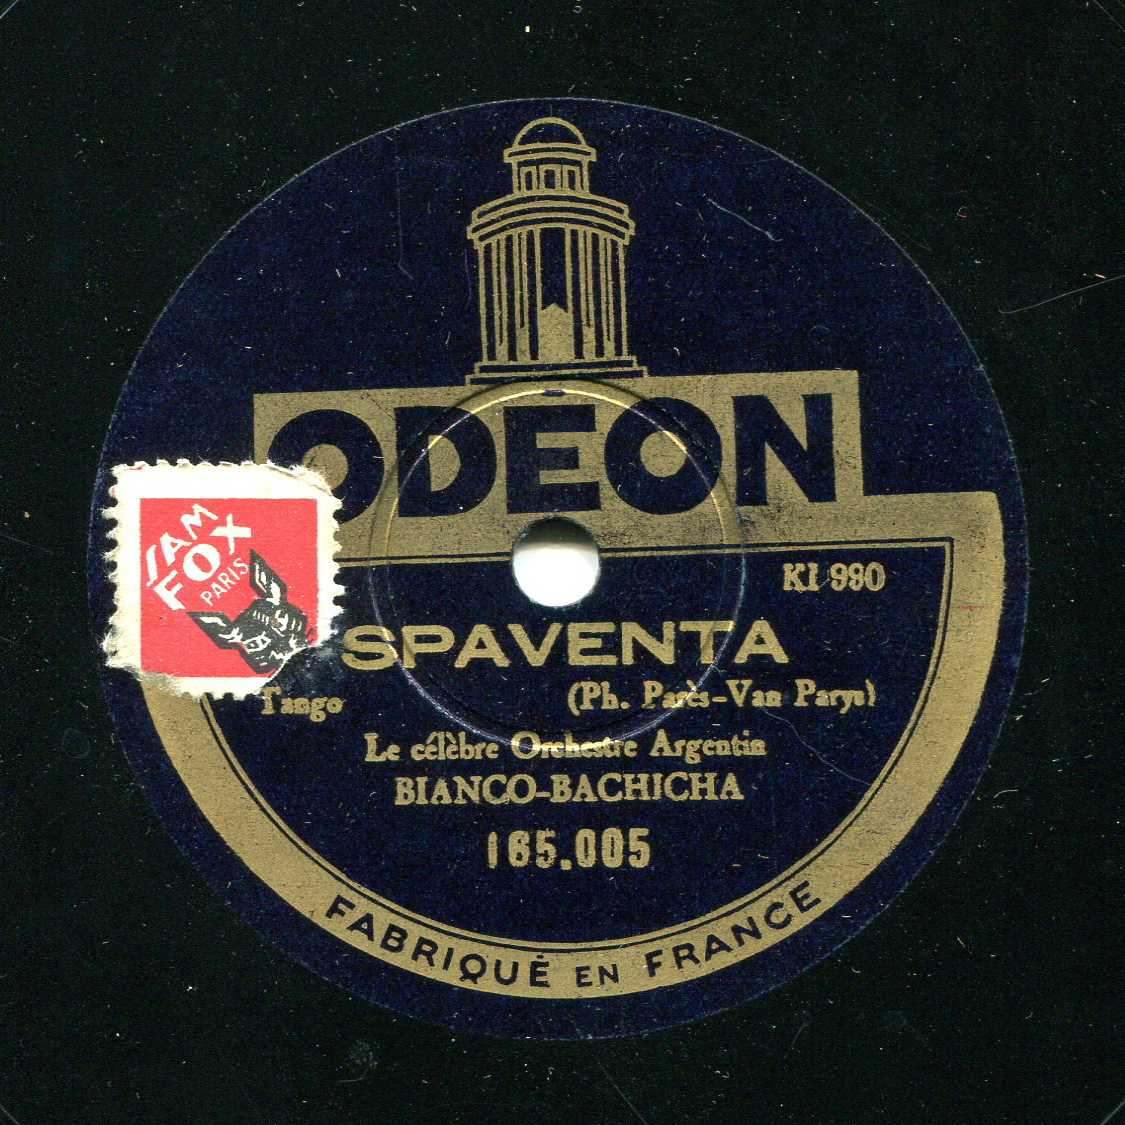 ODEON
SAM
FOX
PARIS
KI 990
SPAVENTA
Tango (Ph. Parès-Van Parys)
Le célèbre Orchestre Argentin
BIANCO-BACHICHA
165.005
FABRIQUÉ EN FRANCE